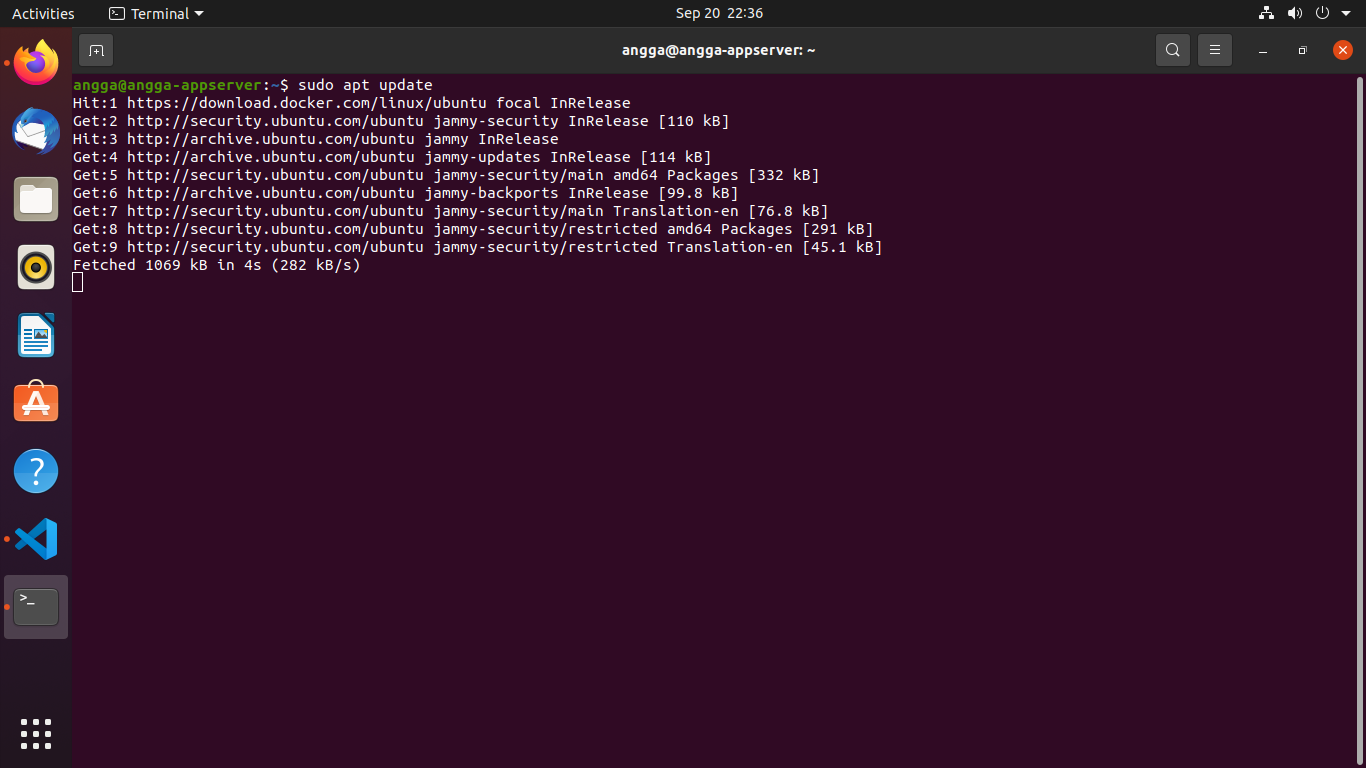 Activities
Terminal
Sep 20 22:36
angga@angga-appserver: ~
angga@angga-appserver:~$ sudo apt update
Hit:1 https://download.docker.com/linux/ubuntu focal InRelease
Get:2 http://security.ubuntu.com/ubuntu jammy-security InRelease [110 kB]
Hit:3 http://archive.ubuntu.com/ubuntu jammy InRelease
Get:4 http://archive.ubuntu.com/ubuntu jammy-updates InRelease [114 kB]
Get:5 http://security.ubuntu.com/ubuntu jammy-security/main amd64 Packages [332 kB]
Get:6 http://archive.ubuntu.com/ubuntu jammy-backports InRelease [99.8 kB]
Get:7 http://security.ubuntu.com/ubuntu jammy-security/main Translation-en [76.8 kB]
Get:8 http://security.ubuntu.com/ubuntu jammy-security/restricted amd64 Packages [291 kB]
Get:9 http://security.ubuntu.com/ubuntu jammy-security/restricted Translation-en [45.1 kB]
Fetched 1069 kB in 4s (282 kB/s)